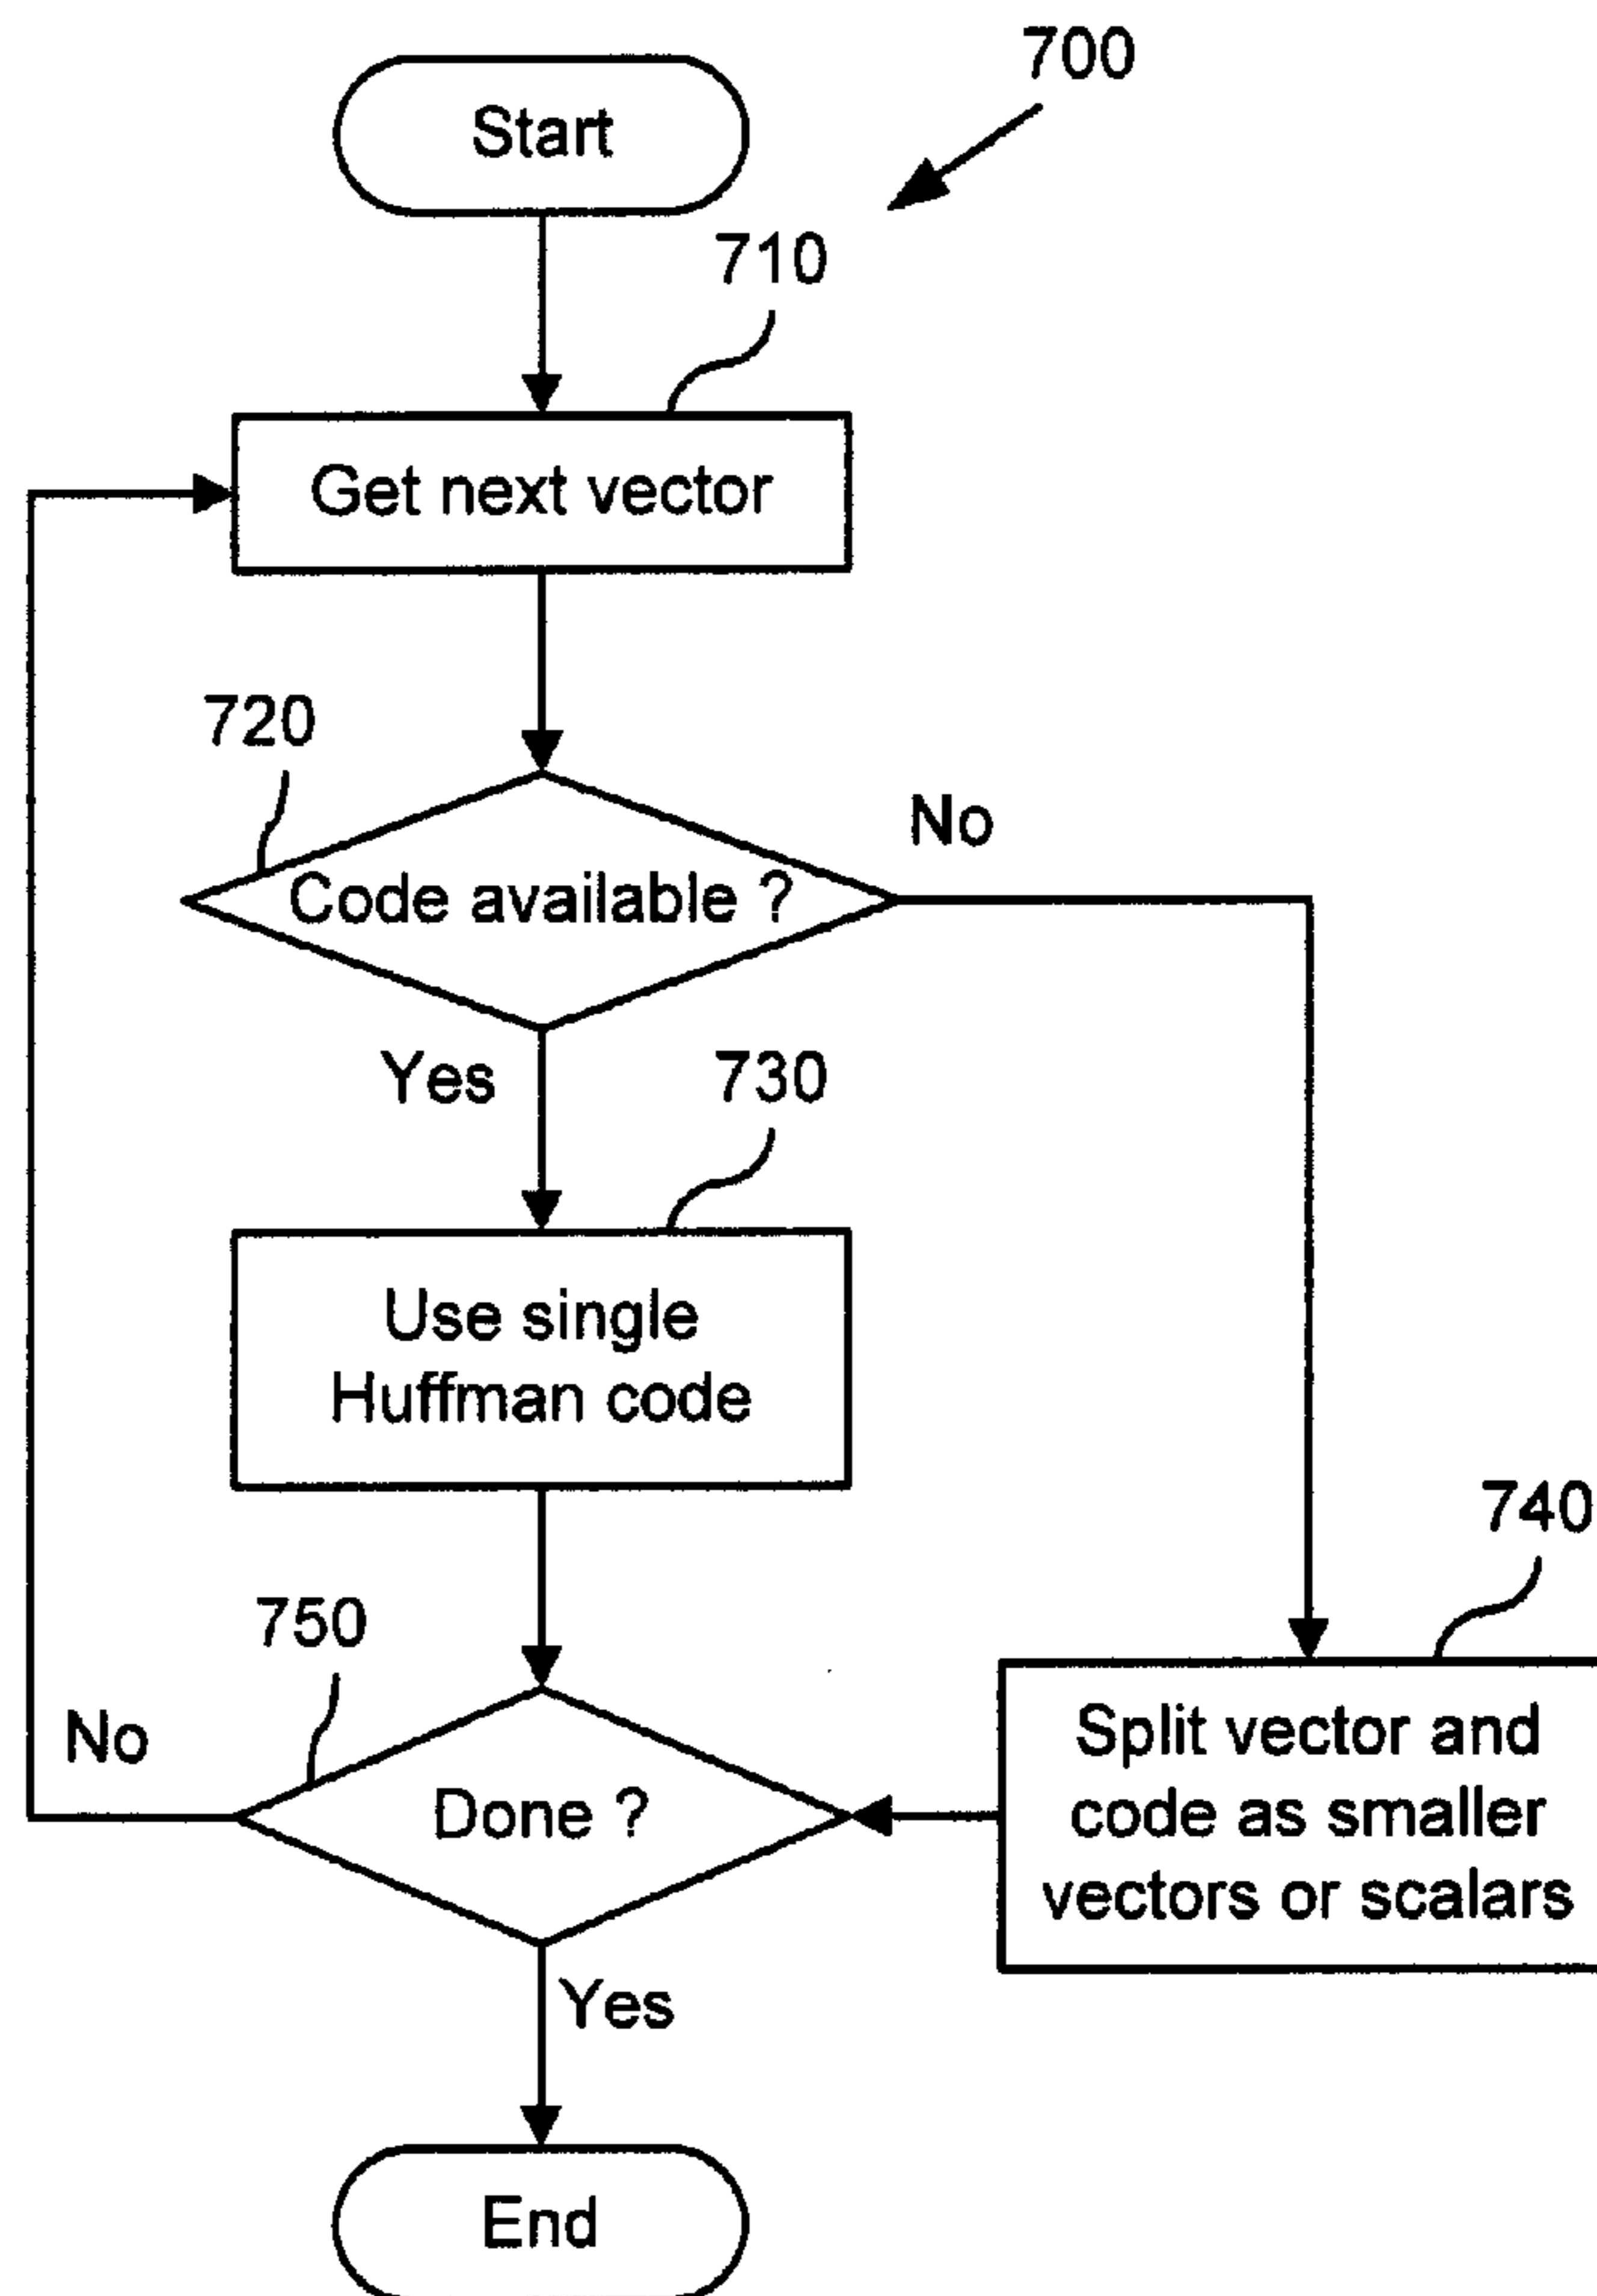 700
Start
710
Get next vector
720
No
Code available ?
Yes
730
Use single
Huffman code
740
750
No
Split vector and
code as smaller
vectors or scalars
Done ?
Yes
End